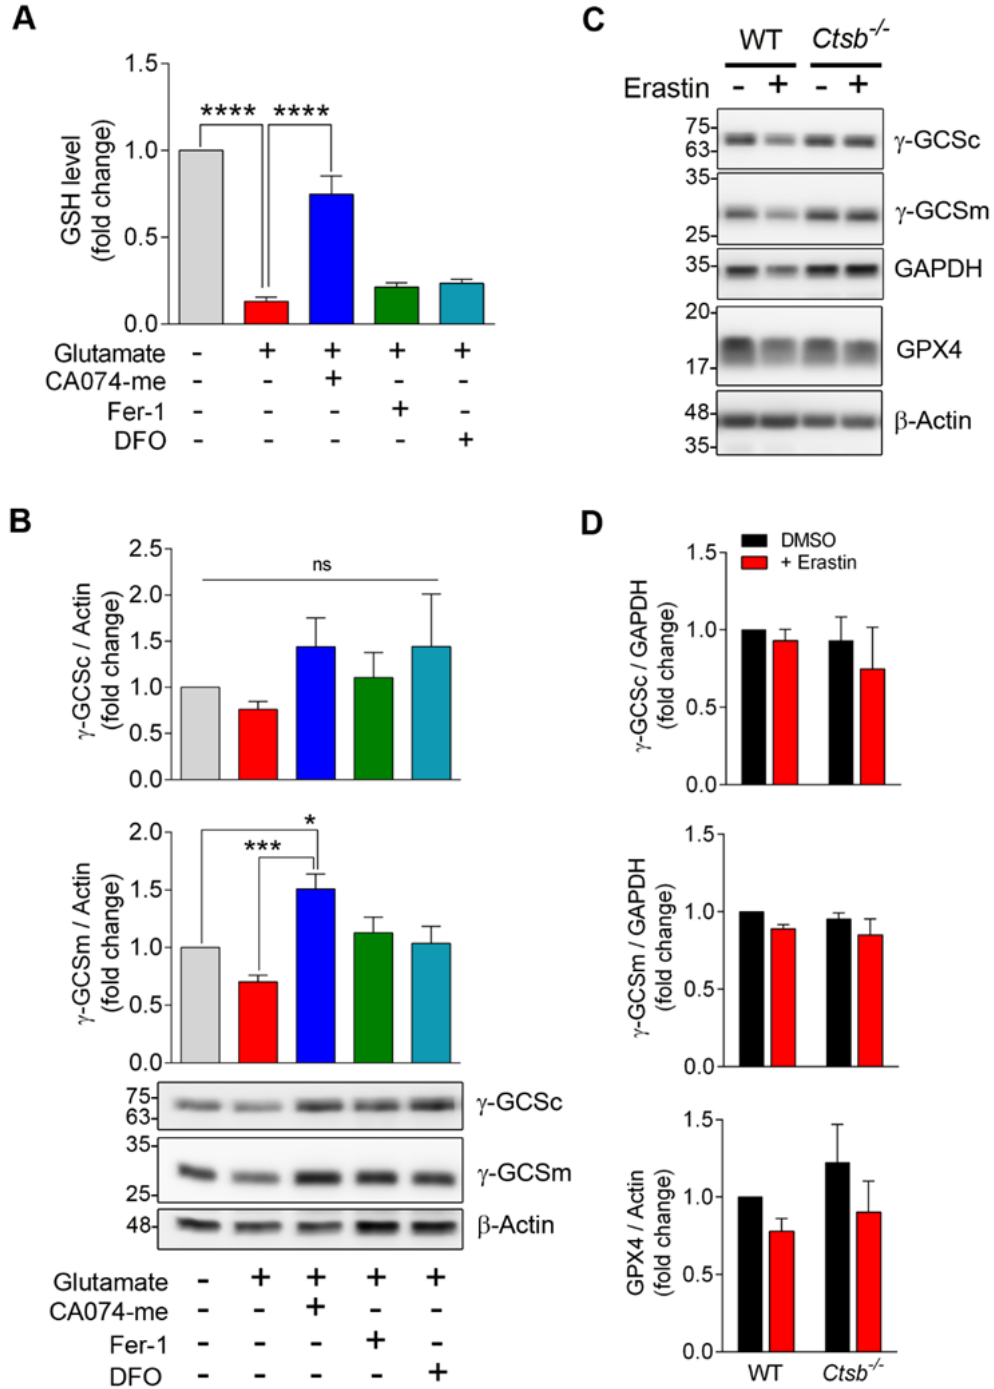 A
1.5
1.0
0.5
0.0
GSH level
(fold change)
**** ****
Glutamate - + + + +
CA074-me - - + - -
Fer-1 - - - + -
DFO - - - - +
B
2.5
2.0
1.5
1.0
0.5
0.0
γ-GCSc / Actin
(fold change)
ns
2.0
1.5
1.0
0.5
0.0
γ-GCSm / Actin
(fold change)
*
***
75
63
γ-GCSc
35
25
γ-GCSm
48
β-Actin
Glutamate - + + + +
CA074-me - - + - -
Fer-1 - - - + -
DFO - - - - +
C
WT Ctsb-/-
Erastin - + - +
75
63
γ-GCSc
35
25
γ-GCSm
35
GAPDH
20
17
GPX4
48
35
β-Actin
D
DMSO
+ Erastin
1.5
1.0
0.5
0.0
γ-GCSc / GAPDH
(fold change)
1.5
1.0
0.5
0.0
γ-GCSm / GAPDH
(fold change)
1.5
1.0
0.5
0.0
GPX4 / Actin
(fold change)
WT Ctsb-/-